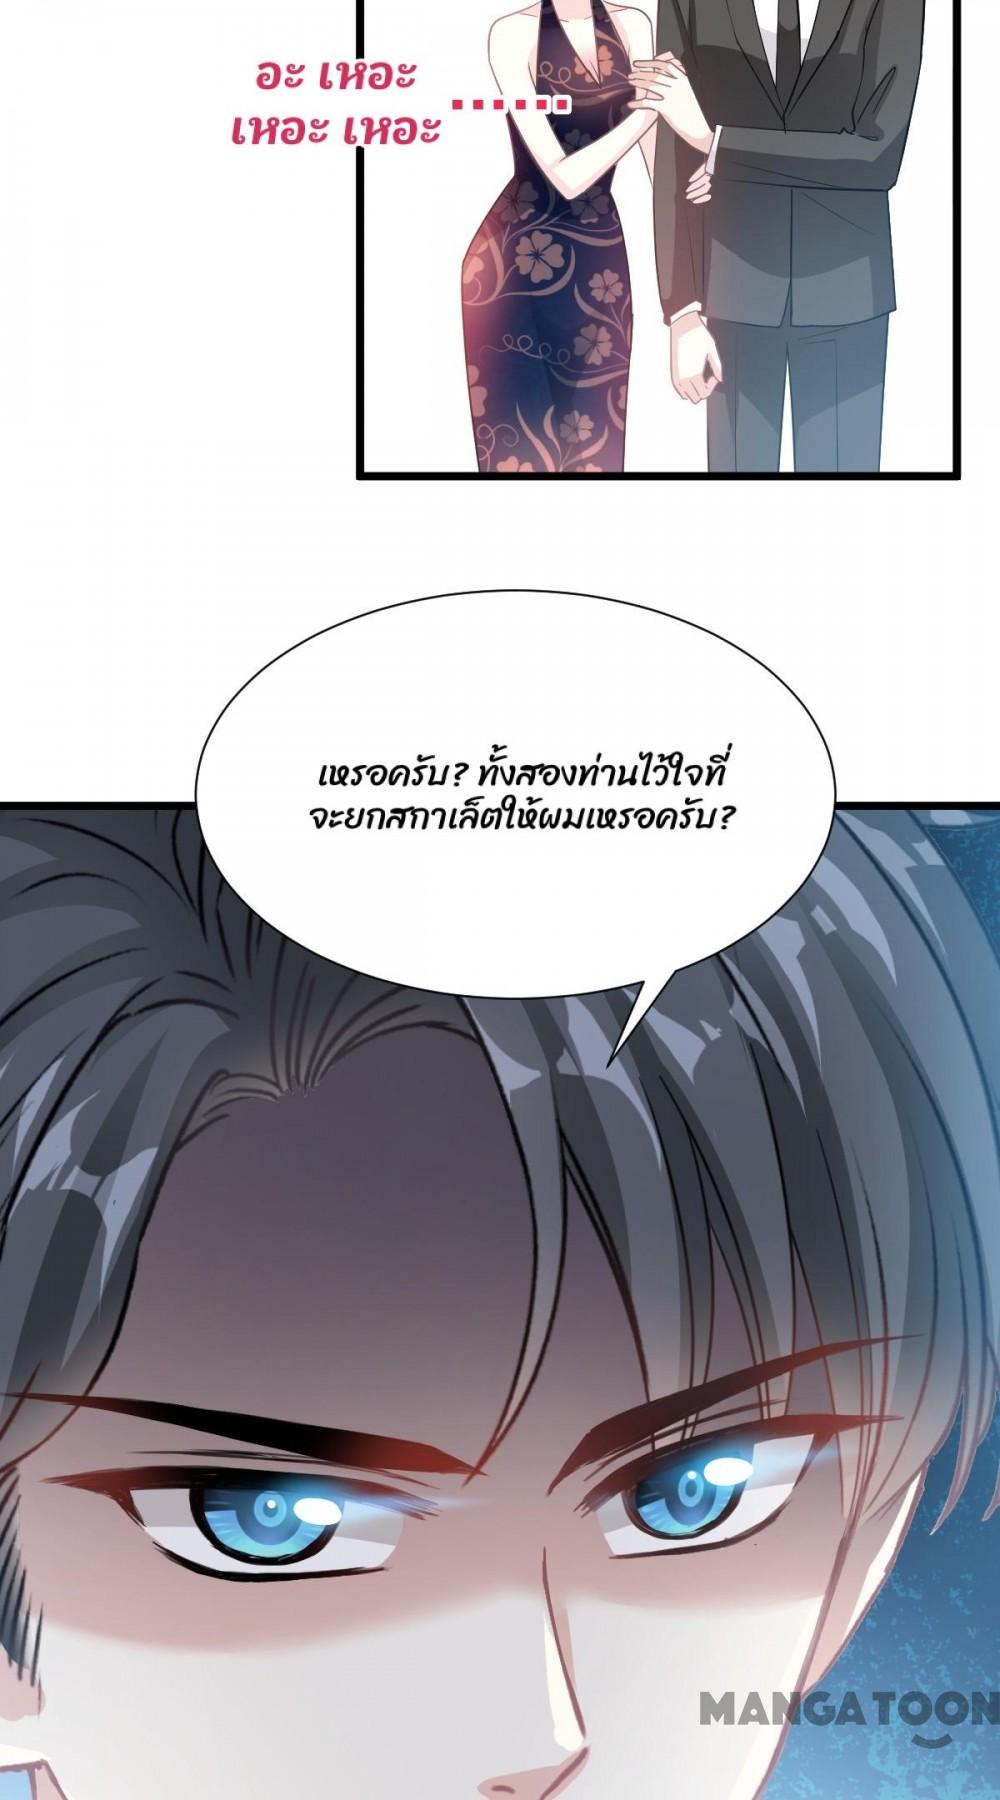 อะ เหอะ
เหอะ เหอะ
.......
เหรอครับ? ทั้งสองท่านไว้ใจที่
จะยกสกาเล็ตให้ผมเหรอครับ?
MANGATOON